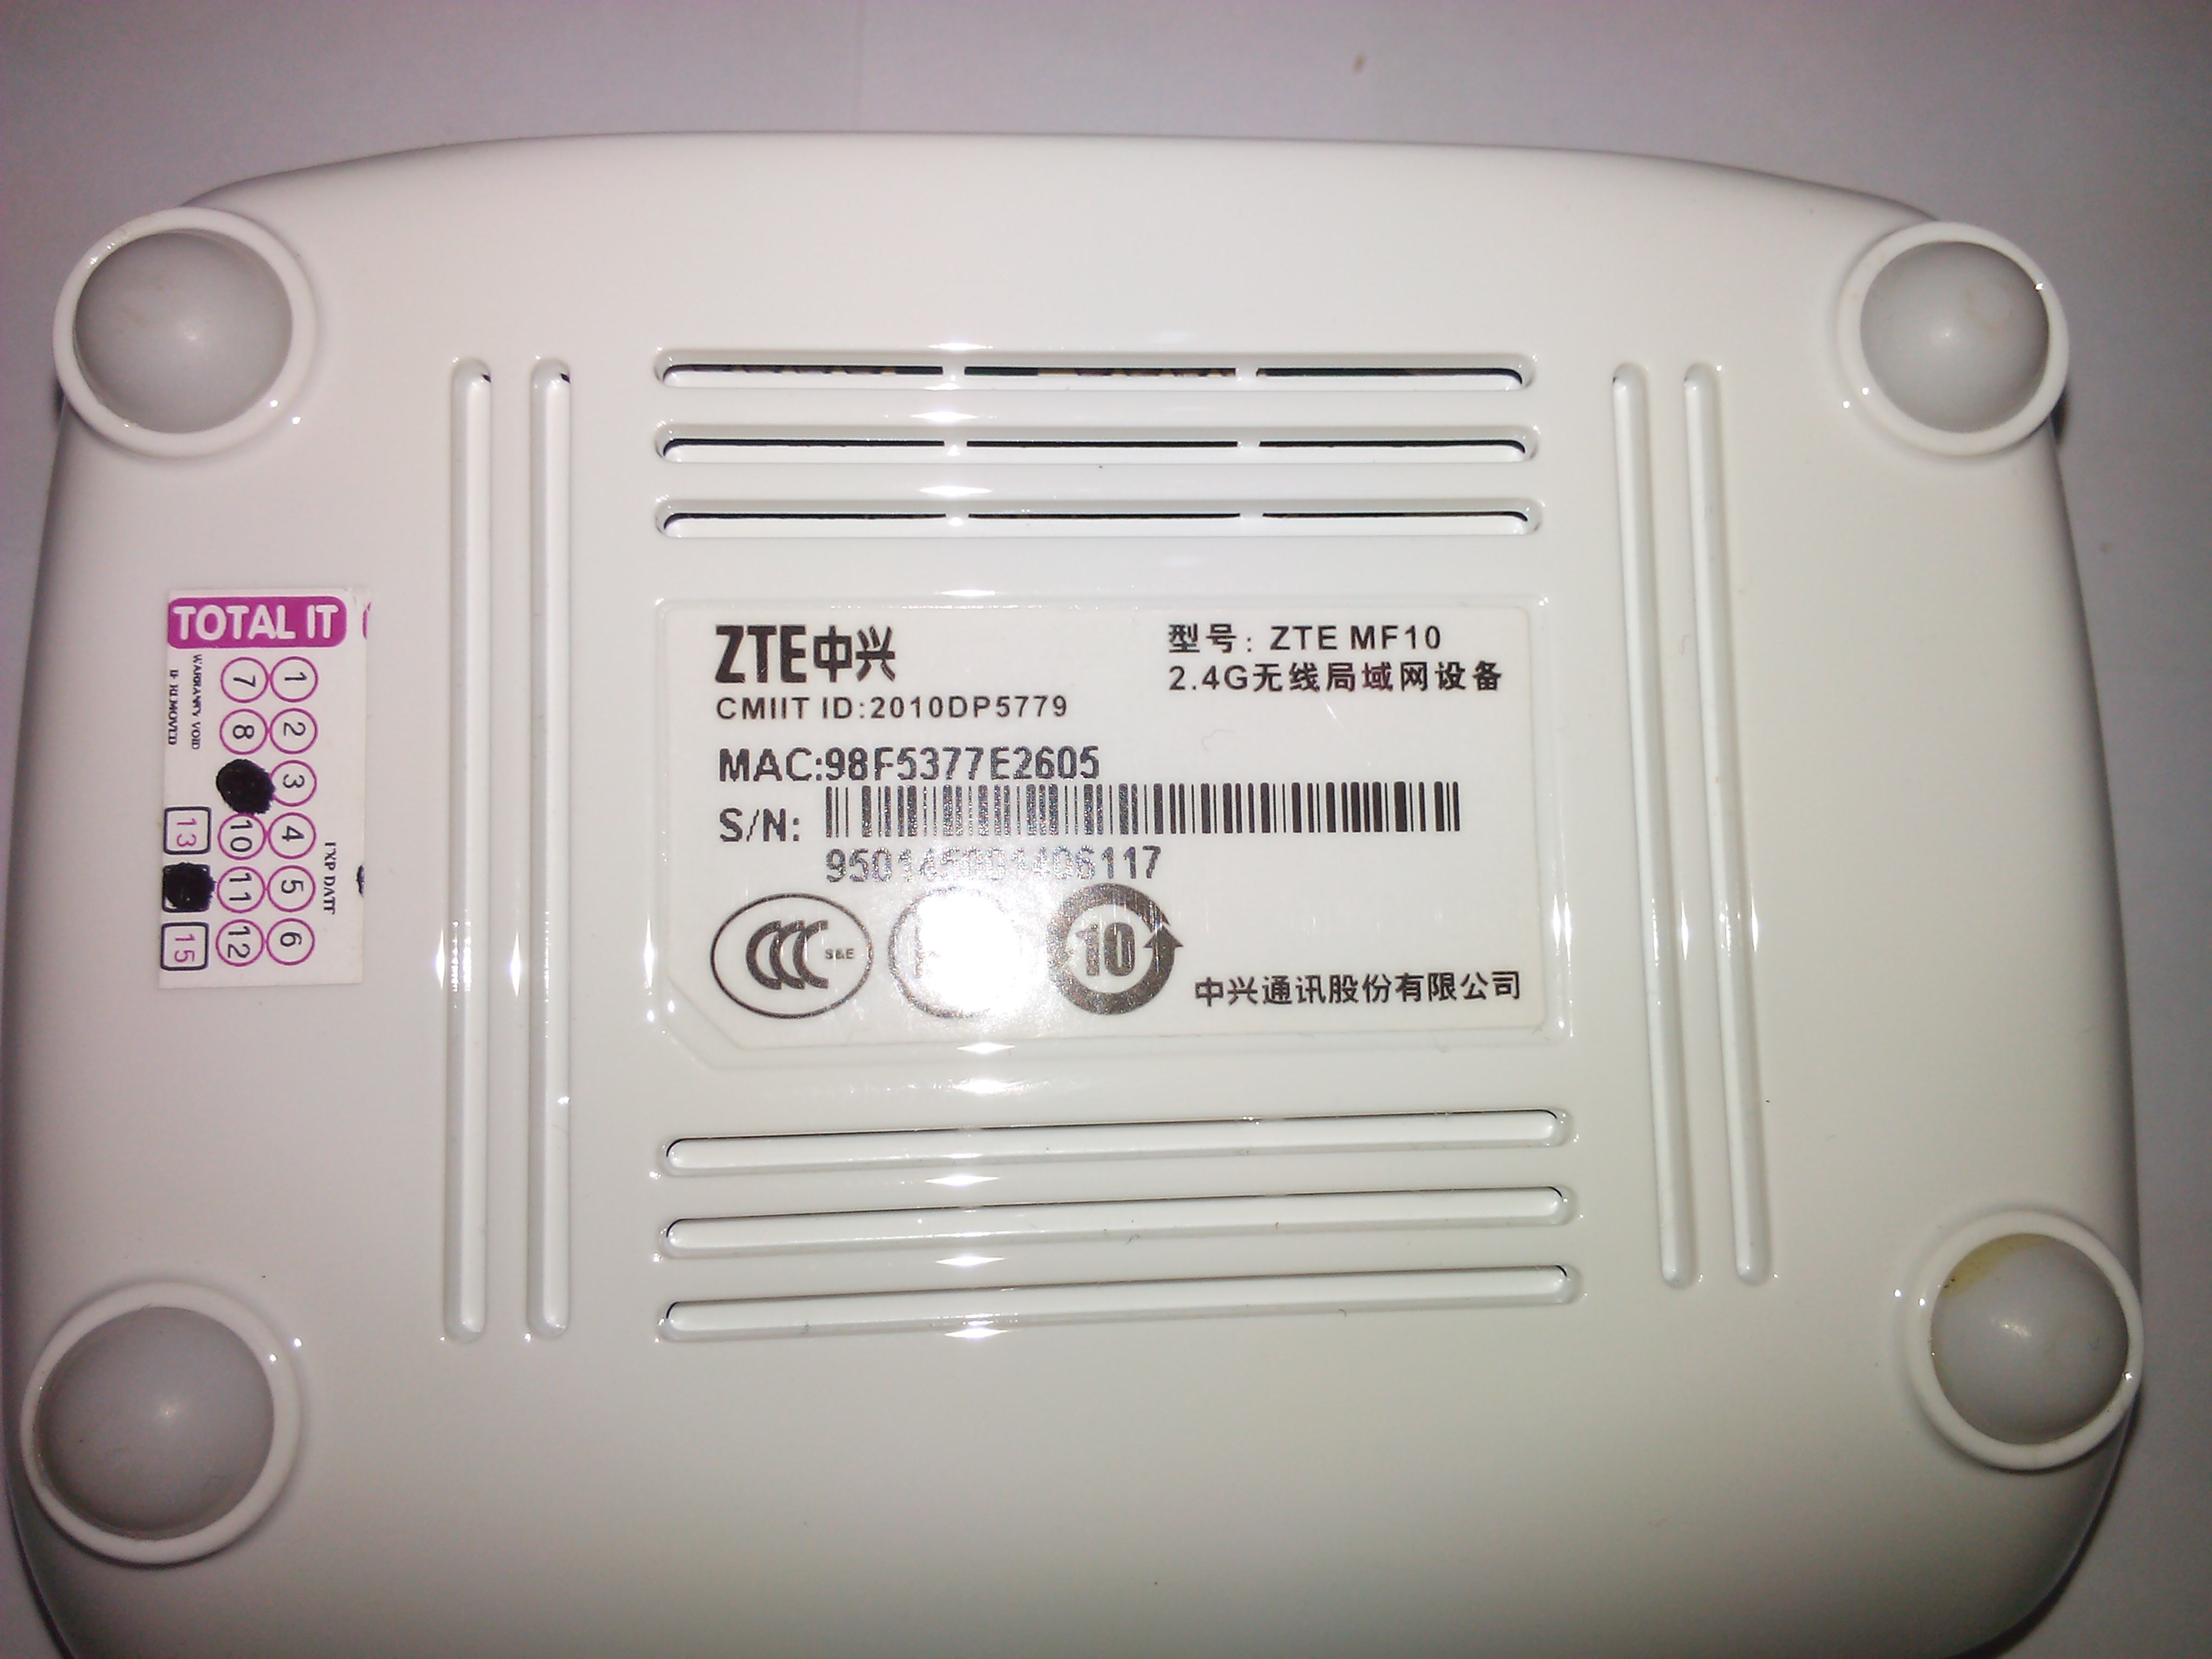 ZTE中兴
型号: ZTE MF10
2.4G无线局域网设备
CMIIT ID:2010DP5779
MAC:98F5377E2605
S/N:
S&E
10
中兴通讯股份有限公司
TOTAL IT
EXP DATE
1 2 3 4 5 6
7 8 10 11 12
13 15
WARRANTY VOID
IF REMOVED